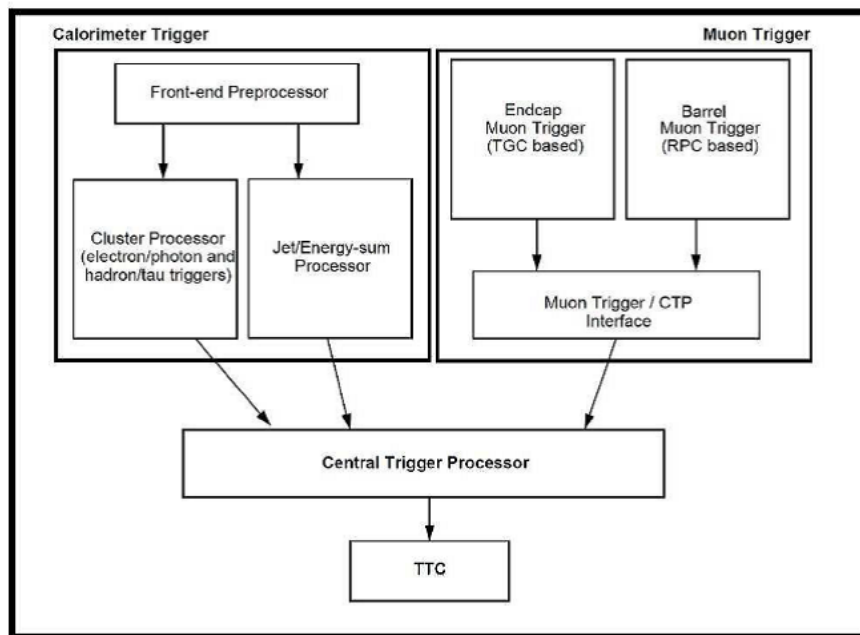 Calorimeter Trigger
Muon Trigger
Front-end Preprocessor
Cluster Processor
(electron/photon and
hadron/tau triggers)
Jet/Energy-sum
Processor
Endcap
Muon Trigger
(TGC based)
Barrel
Muon Trigger
(RPC based)
Muon Trigger / CTP
Interface
Central Trigger Processor
TTC